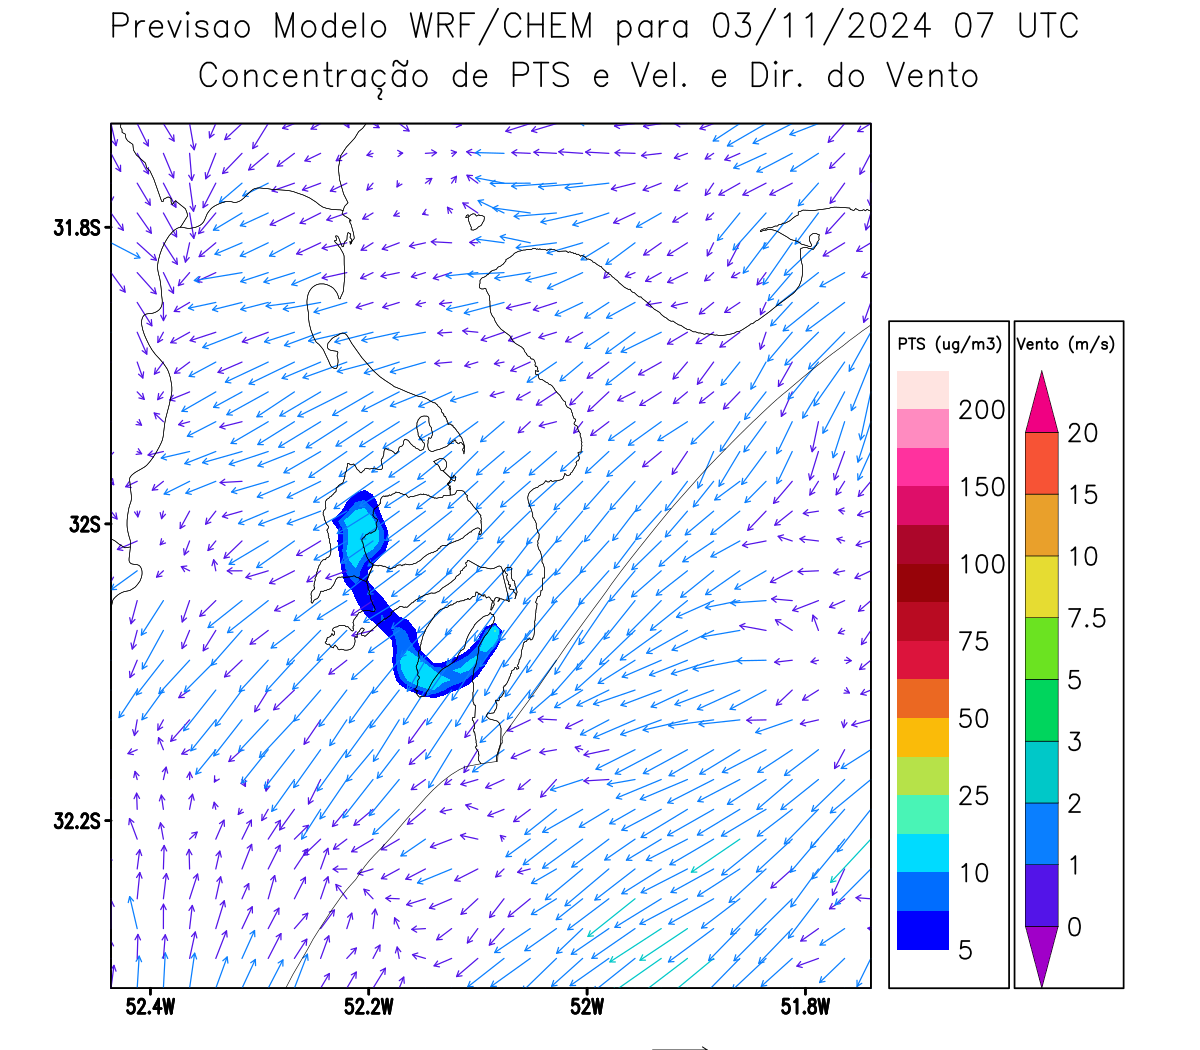 Previsao Modelo WRF/CHEM para 03/11/2024 07 UTC
Concentração de PTS e Vel. e Dir. do Vento
31.8S
32S
32.2S
52.4W 52.2W 52W 51.8W
PTS (ug/m3)
200
150
100
75
50
25
10
5
Vento (m/s)
20
15
10
7.5
5
3
2
1
0